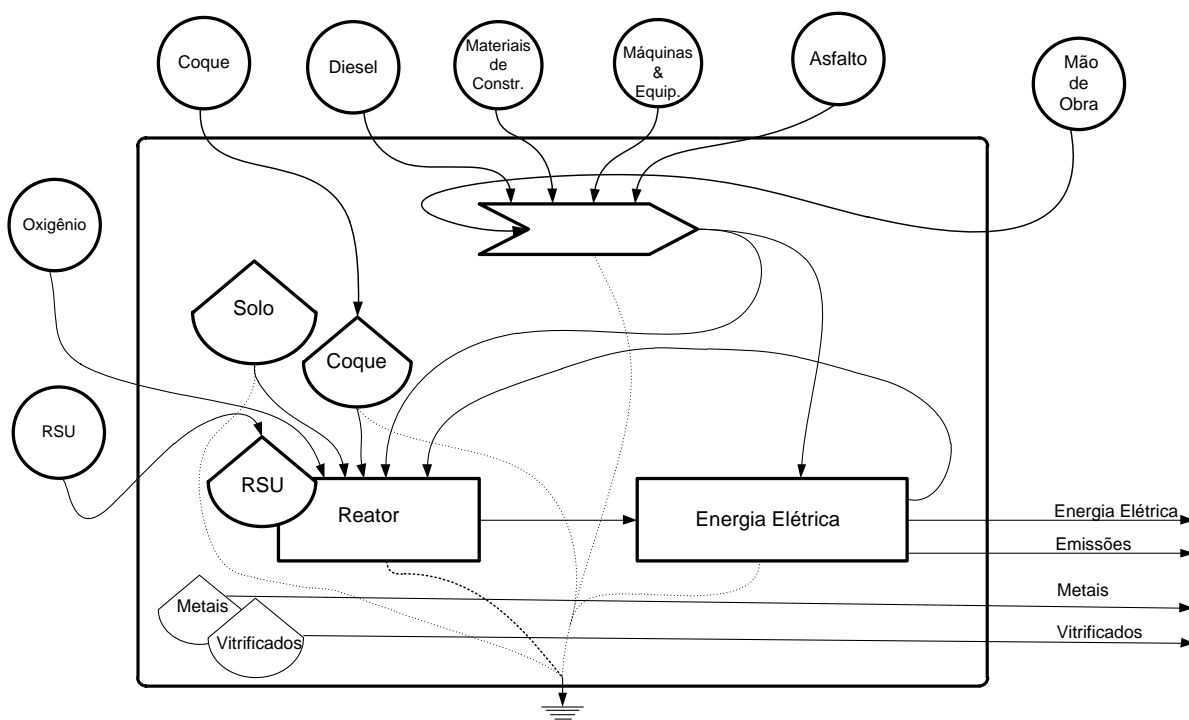 Coque
Diesel
Materiais
de
Constr.
Máquinas
&
Equip.
Asfalto
Mão
de
Obra
Oxigênio
Solo
Coque
RSU
RSU
Reator
Energia Elétrica
Energia Elétrica
Emissões
Metais
Metais
Vitrificados
Vitrificados